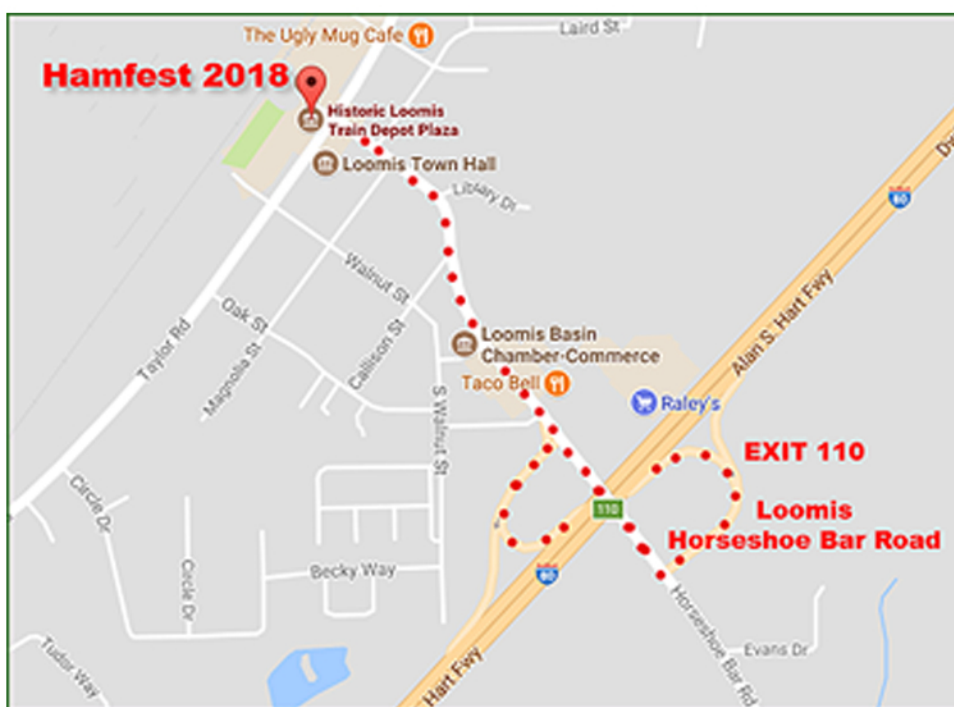 The Ugly Mug Cafe
Laird St
Hamfest 2018
Historic Loomis
Train Depot Plaza
Loomis Town Hall
Library Dr
80
Walnut St
Oak St
Taylor Rd
Magnolia St
Callison St
Loomis Basin
Chamber-Commerce
Alan S. Hart Fwy
Taco Bell
Raley's
S Walnut St
EXIT 110
110
Loomis
Horseshoe Bar Road
Circle Dr
Circle Dr
Becky Way
80
Horseshoe Bar Rd
Evans Dr
Tudor Way
Hart Fwy